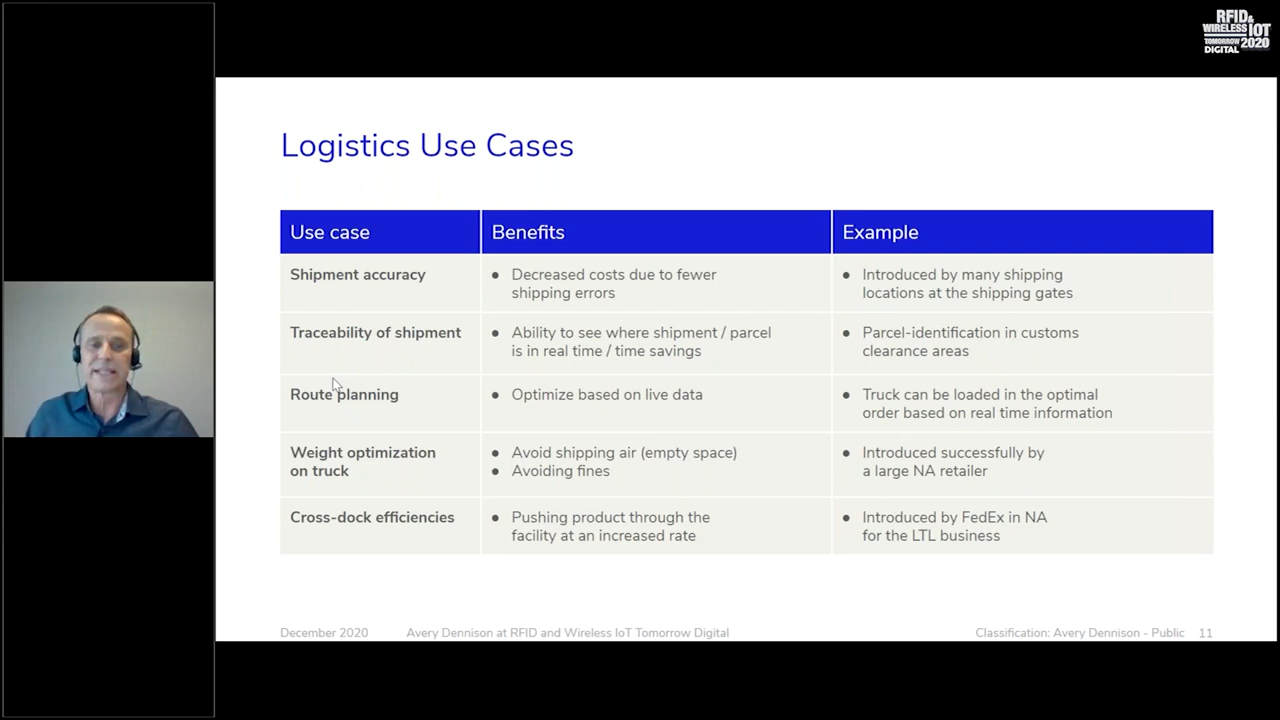 RFID&
WIRELESS IOT
TOMORROW 2020
DIGITAL
Logistics Use Cases
Use case
Benefits
Example
Shipment accuracy
● Decreased costs due to fewer
shipping errors
● Introduced by many shipping
locations at the shipping gates
Traceability of shipment
● Ability to see where shipment / parcel
is in real time / time savings
● Parcel-identification in customs
clearance areas
Route planning
● Optimize based on live data
● Truck can be loaded in the optimal
order based on real time information
Weight optimization
on truck
● Avoid shipping air (empty space)
● Avoiding fines
● Introduced successfully by
a large NA retailer
Cross-dock efficiencies
● Pushing product through the
facility at an increased rate
● Introduced by FedEx in NA
for the LTL business
December 2020
Avery Dennison at RFID and Wireless IoT Tomorrow Digital
Classification: Avery Dennison - Public
11